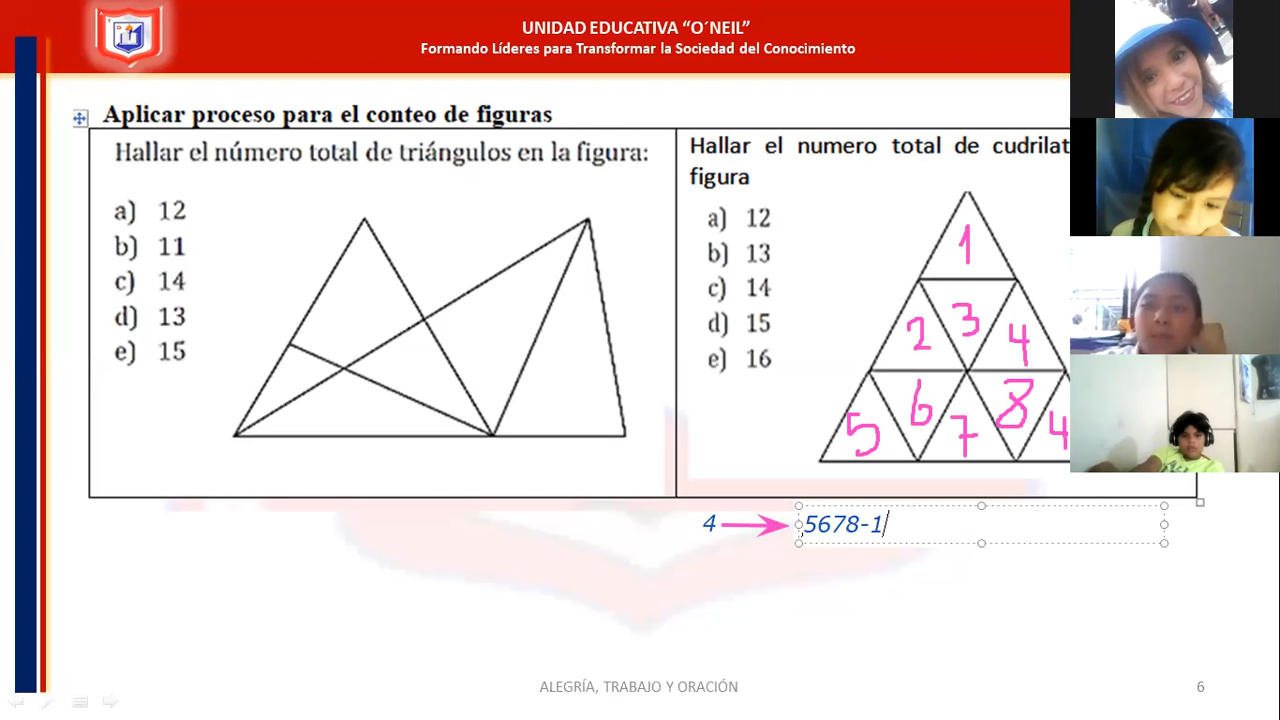 UNIDAD EDUCATIVA “O´NEIL”
Formando Líderes para Transformar la Sociedad del Conocimiento
Aplicar proceso para el conteo de figuras
Hallar el número total de triángulos en la figura:
a) 12
b) 11
c) 14
d) 13
e) 15
Hallar el numero total de cudrilat
figura
a) 12
b) 13
c) 14
d) 15
e) 16
1
2 3 4
5 6 7 8 4
4
5678-1
ALEGRÍA, TRABAJO Y ORACIÓN
6